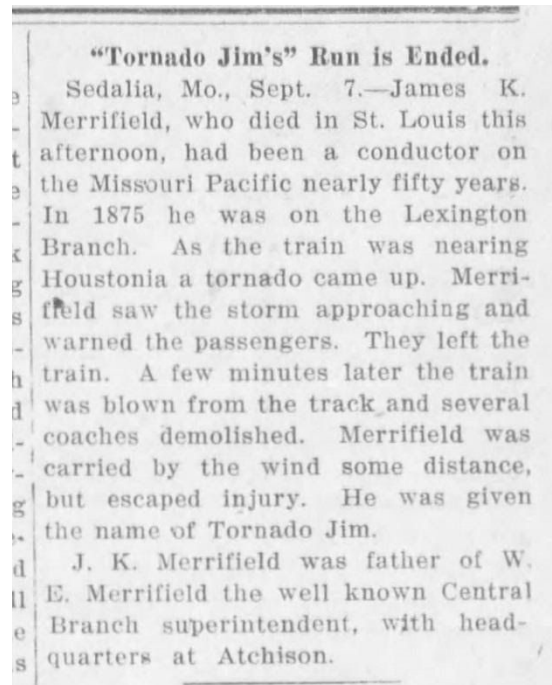 "Tornado Jim's" Run is Ended.
Sedalia, Mo., Sept. 7.—James K.
Merrifield, who died in St. Louis this
afternoon, had been a conductor on
the Missouri Pacific nearly fifty years.
In 1875 he was on the Lexington
Branch. As the train was nearing
Houstonia a tornado came up. Merri-
field saw the storm approaching and
warned the passengers. They left the
train. A few minutes later the train
was blown from the track and several
coaches demolished. Merrifield was
carried by the wind some distance,
but escaped injury. He was given
the name of Tornado Jim.
J. K. Merrifield was father of W.
E. Merrifield the well known Central
Branch superintendent, with head-
quarters at Atchison.